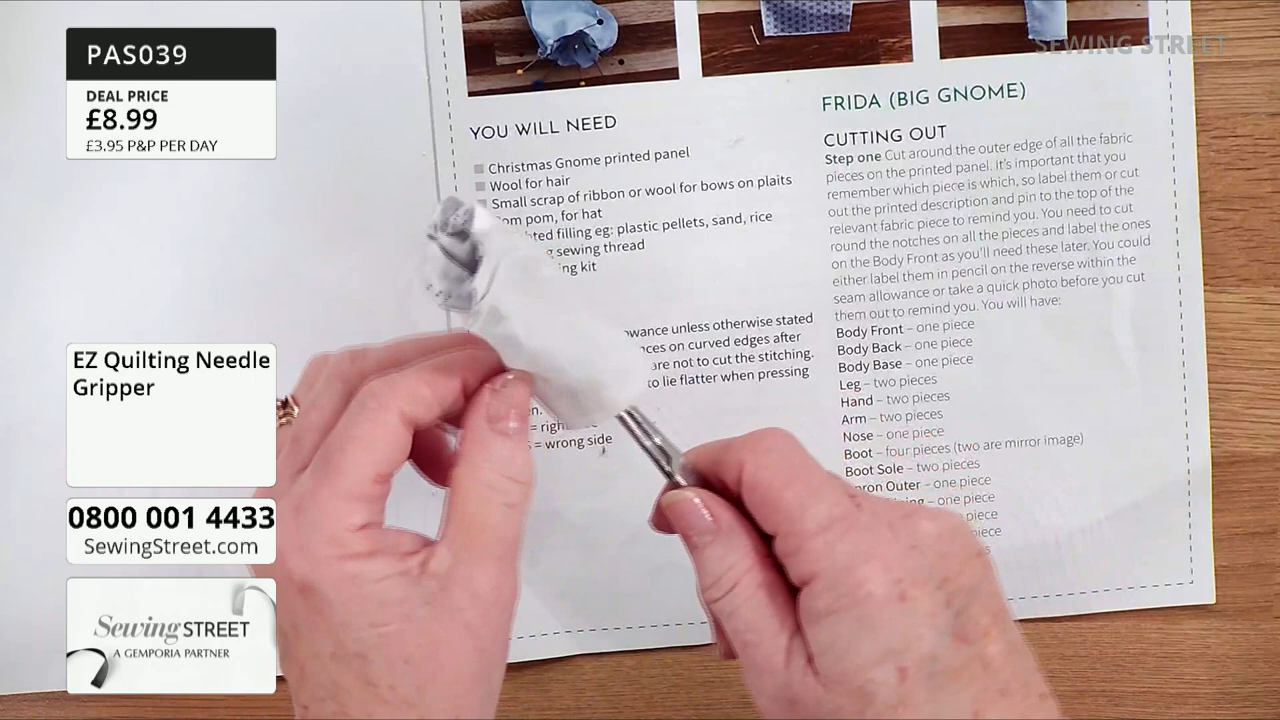 PAS039
DEAL PRICE
£8.99
£3.95 P&P PER DAY
EZ Quilting Needle
Gripper
0800 001 4433
SewingStreet.com
Sewing STREET
A GEMPORIA PARTNER
SEWING STREET
YOU WILL NEED
Christmas Gnome printed panel
Wool for hair
Small scrap of ribbon or wool for bows on plaits
pom, for hat
filling eg: plastic pellets, sand, rice
sewing thread
kit
unless otherwise stated
on curved edges after
are not to cut the stitching.
to lie flatter when pressing
= wrong side
FRIDA (BIG GNOME)
CUTTING OUT
Step one Cut around the outer edge of all the fabric
pieces on the printed panel. It's important that you
remember which piece is which, so label them or cut
out the printed description and pin to the top of the
relevant fabric piece to remind you. You need to cut
round the notches on all the pieces and label the ones
on the Body Front as you'll need these later. You could
either label them in pencil on the reverse within the
seam allowance or take a quick photo before you cut
them out to remind you. You will have:
Body Front – one piece
Body Back – one piece
Body Base – one piece
Leg – two pieces
Hand – two pieces
Arm – two pieces
Nose – one piece
Boot – four pieces (two are mirror image)
Boot Sole – two pieces
Outer – one piece
– one piece
piece